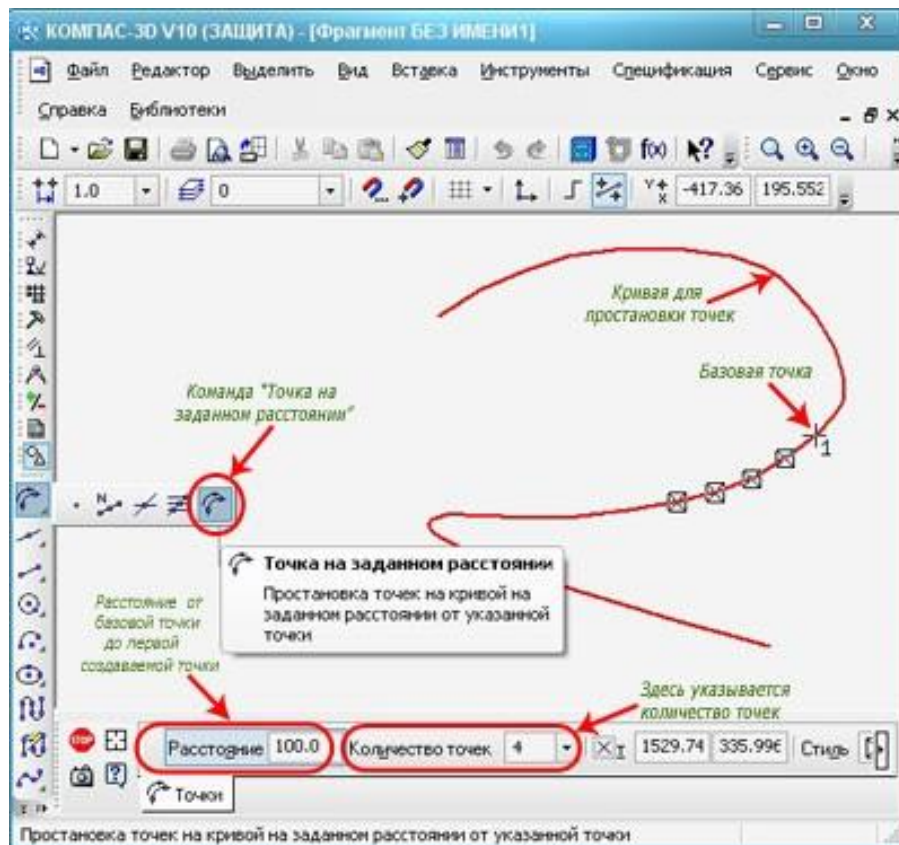 КОМПАС-3D V10 (ЗАЩИТА) - [Фрагмент БЕЗ ИМЕНИ1]
Файл Редактор Выделить Вид Вставка Инструменты Спецификация Сервис Окно
Справка Библиотеки
f(x)
1.0 0 Y X -417.36 195.552
Кривая для
простановки точек
Базовая точка
Команда "Точка на
заданном расстоянии"
1
N
Точка на заданном расстоянии
Простановка точек на кривой на
заданном расстоянии от указанной
точки
Расстояние от
базовой точки
до первой
создаваемой точки
Здесь указывается
количество точек
STOP Расстояние 100.0 Количество точек 4 1529.74 335.996 Стиль
Точки
Простановка точек на кривой на заданном расстоянии от указанной точки